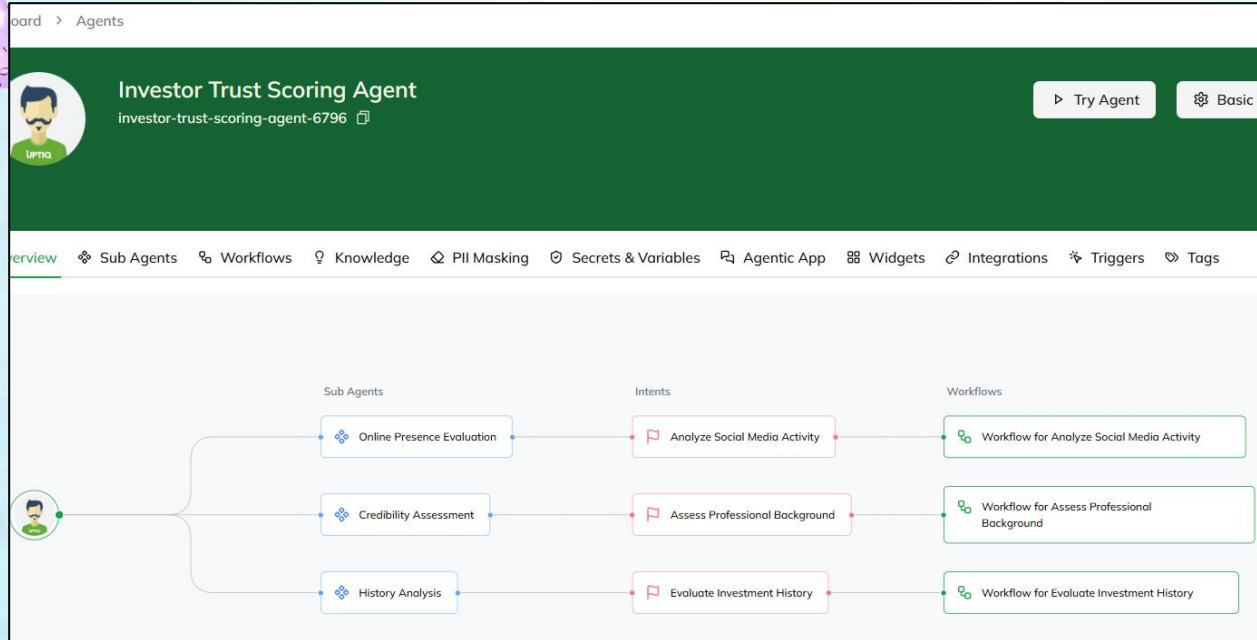 oard > Agents
Investor Trust Scoring Agent
investor-trust-scoring-agent-6796
Try Agent
Basic
UPTIQ
erview
Sub Agents
Workflows
Knowledge
PII Masking
Secrets & Variables
Agentic App
Widgets
Integrations
Triggers
Tags
Sub Agents
Intents
Workflows
Online Presence Evaluation
Analyze Social Media Activity
Workflow for Analyze Social Media Activity
Credibility Assessment
Assess Professional Background
Workflow for Assess Professional
Background
History Analysis
Evaluate Investment History
Workflow for Evaluate Investment History